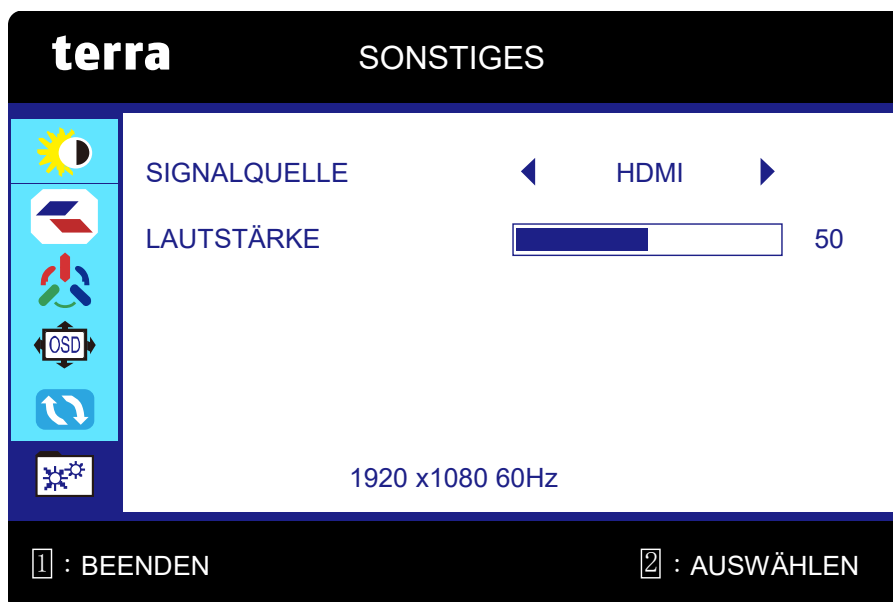 terra
SONSTIGES
SIGNALQUELLE HDMI
LAUTSTÄRKE 50
OSD
1920 x1080 60Hz
1 : BEENDEN
2 : AUSWÄHLEN